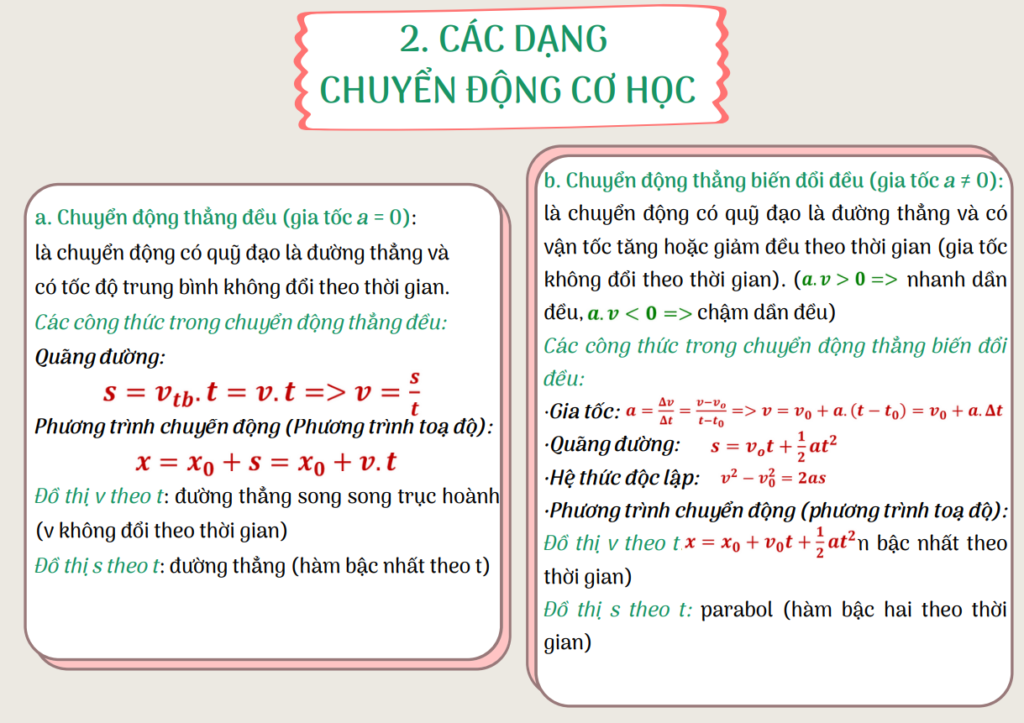 2. CÁC DẠNG
CHUYỂN ĐỘNG CƠ HỌC
a. Chuyển động thẳng đều (gia tốc a = 0):
là chuyển động có quỹ đạo là đường thẳng và
có tốc độ trung bình không đổi theo thời gian.
Các công thức trong chuyển động thẳng đều:
Quãng đường:
s = v_{tb}. t = v. t => v = \frac{s}{t}
Phương trình chuyễn động (Phương trình toạ độ):
x = x_0 + s = x_0 + v. t
Đồ thị v theo t: đường thẳng song song trục hoành
(v không đổi theo thời gian)
Đồ thị s theo t: đường thẳng (hàm bậc nhất theo t)
b. Chuyển động thẳng biến đổi đều (gia tốc a ≠ 0):
là chuyển động có quỹ đạo là đường thẳng và có
vận tốc tăng hoặc giảm đều theo thời gian (gia tốc
không đổi theo thời gian). (a. v > 0 => nhanh dần
đều, a. v < 0 => chậm dần đều)
Các công thức trong chuyển động thẳng biến đổi
đều:
·Gia tốc: a = \frac{Δv}{Δt} = \frac{v-v_o}{t-t_0} => v = v_0 + a. (t − t_0) = v_0 + a. Δt
·Quãng đường: s = v_o t + \frac{1}{2} at^2
·Hệ thức độc lập: v^2 − v_0^2 = 2as
·Phương trình chuyển động (phương trình toạ độ):
Đồ thị v theo t x = x_0 + v_0 t + \frac{1}{2} at^2 n bậc nhất theo
thời gian)
Đồ thị s theo t: parabol (hàm bậc hai theo thời
gian)